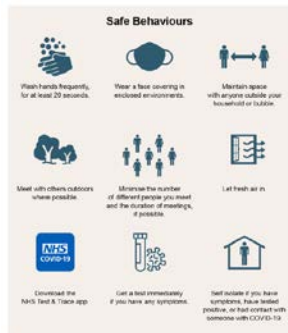 Safe Behaviours
Wash hands frequently,
for at least 20 seconds.
Wear a face covering in
enclosed environments.
Maintain space
with anyone outside your
household or bubble.
Meet with others outdoors
where possible.
Minimise the number
of different people you meet
and the duration of meetings,
if possible.
Let fresh air in
NHS
COVID-19
Download the
NHS Test & Trace app
Get a test immediately
if you have any symptoms.
Self isolate if you have
symptoms, have tested
positive, or had contact with
someone with COVID-19